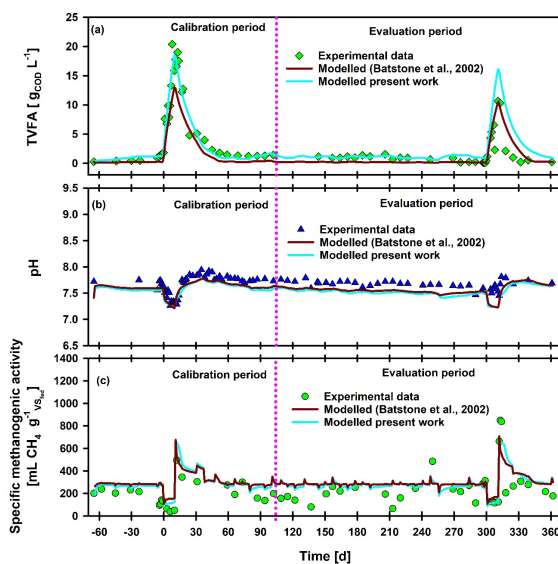 (a)
Calibration period
Evaluation period
Experimental data
Modelled (Batstone et al., 2002)
Modelled present work
TVFA [ gCOD L-1]
25
20
15
10
5
0
(b)
Calibration period
Evaluation period
Experimental data
Modelled (Batstone et al., 2002)
Modelled present work
pH
9.5
9.0
8.5
8.0
7.5
7.0
6.5
(c)
Calibration period
Evaluation period
Experimental data
Modelled (Batstone et al., 2002)
Modelled present work
Specific methanogenic activity
[mL CH4 g-1VSfed]
1400
1200
1000
800
600
400
200
0
-60 -30 0 30 60 90 120 150 180 210 240 270 300 330 360
Time [d]